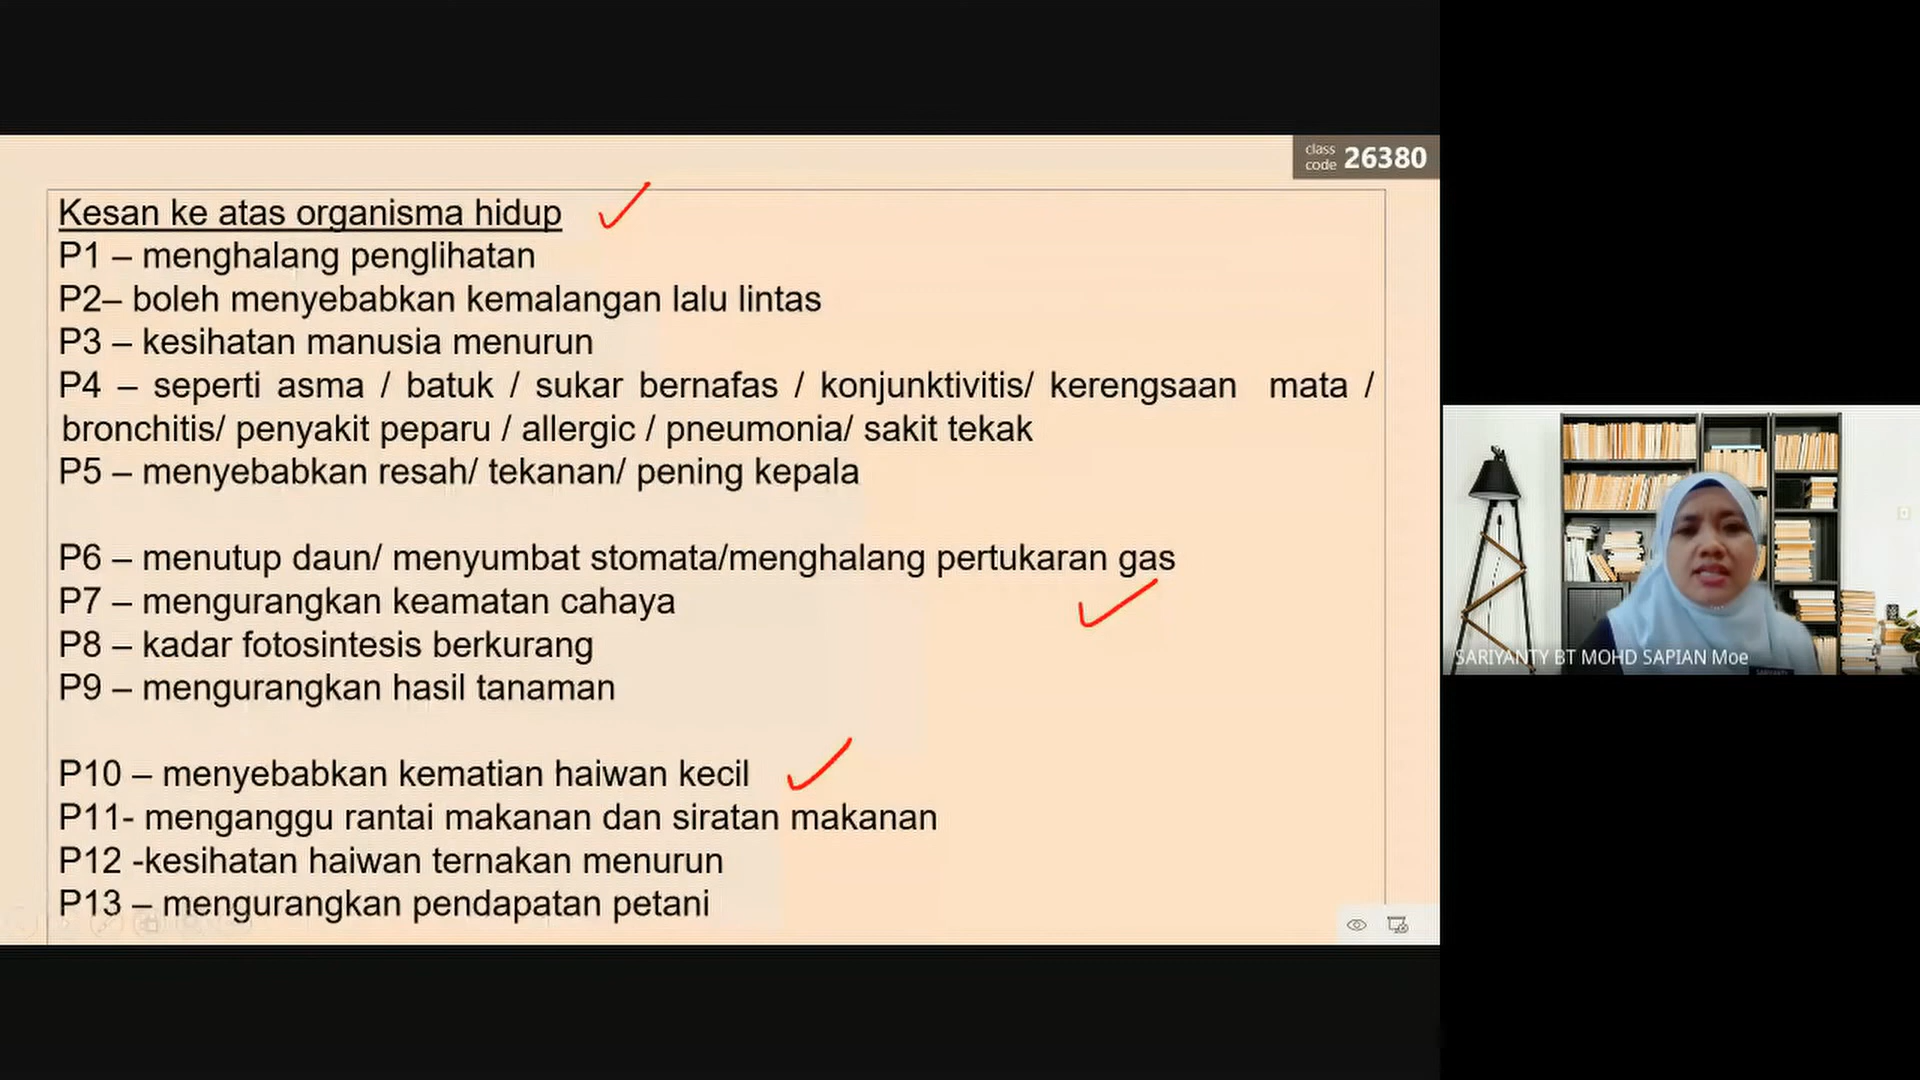 class
code 26380
Kesan ke atas organisma hidup
P1 – menghalang penglihatan
P2– boleh menyebabkan kemalangan lalu lintas
P3 – kesihatan manusia menurun
P4 – seperti asma / batuk / sukar bernafas / konjunktivitis/ kerengsaan mata /
bronchitis/ penyakit peparu / allergic / pneumonia/ sakit tekak
P5 – menyebabkan resah/ tekanan/ pening kepala
P6 – menutup daun/ menyumbat stomata/menghalang pertukaran gas
P7 – mengurangkan keamatan cahaya
P8 – kadar fotosintesis berkurang
P9 – mengurangkan hasil tanaman
P10 – menyebabkan kematian haiwan kecil
P11- menganggu rantai makanan dan siratan makanan
P12 -kesihatan haiwan ternakan menurun
P13 – mengurangkan pendapatan petani
SARIYANTY BT MOHD SAPIAN Moe